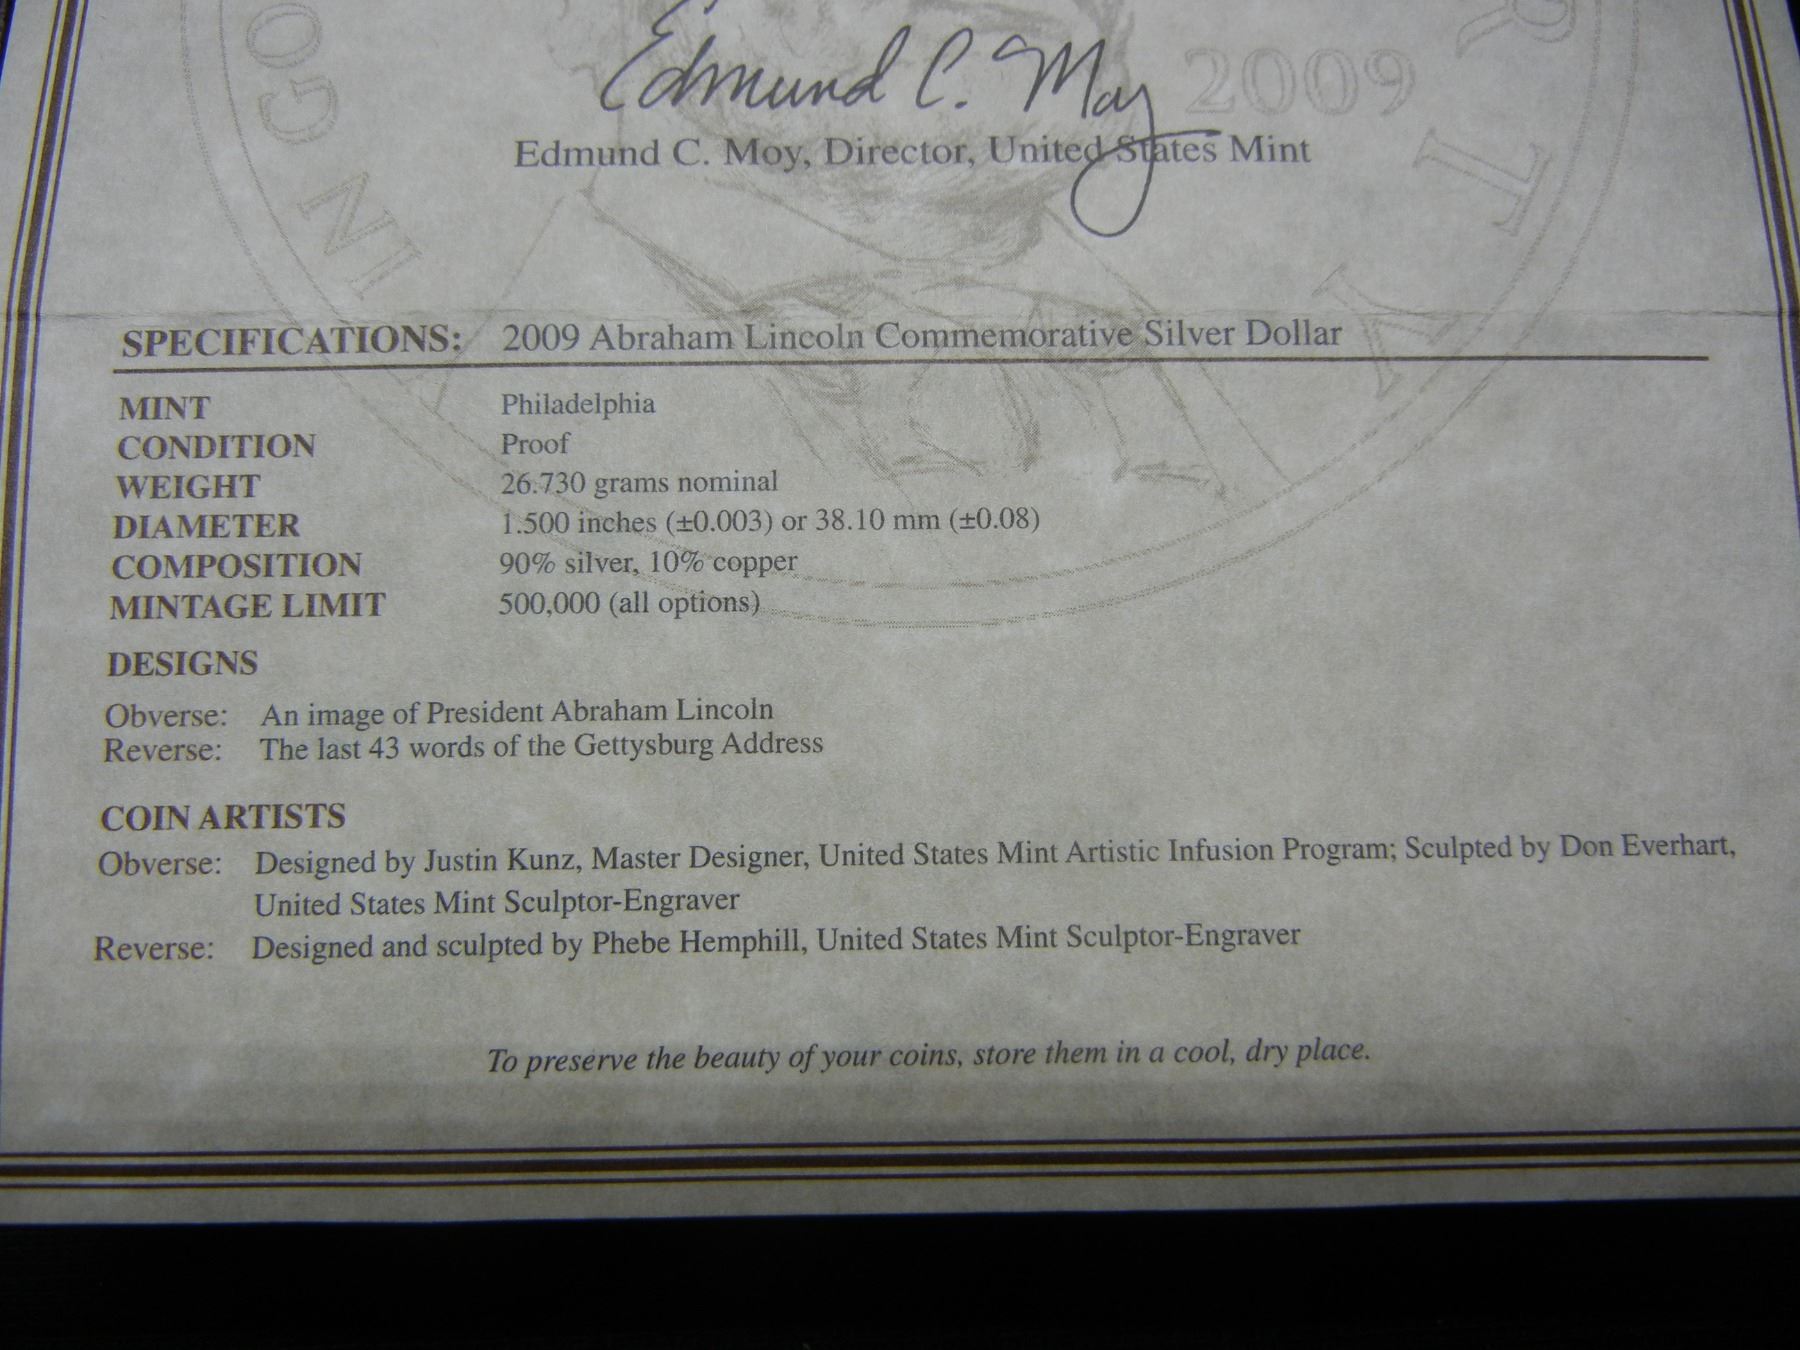 Edmund C. Moy
2009
Edmund C. Moy, Director, United States Mint
IN GO
SPECIFICATIONS: 2009 Abraham Lincoln Commemorative Silver Dollar
MINT Philadelphia
CONDITION Proof
WEIGHT 26.730 grams nominal
DIAMETER 1.500 inches (±0.003) or 38.10 mm (±0.08)
COMPOSITION 90% silver, 10% copper
MINTAGE LIMIT 500,000 (all options)
DESIGNS
Obverse: An image of President Abraham Lincoln
Reverse: The last 43 words of the Gettysburg Address
COIN ARTISTS
Obverse: Designed by Justin Kunz, Master Designer, United States Mint Artistic Infusion Program; Sculpted by Don Everhart,
United States Mint Sculptor-Engraver
Reverse: Designed and sculpted by Phebe Hemphill, United States Mint Sculptor-Engraver
To preserve the beauty of your coins, store them in a cool, dry place.